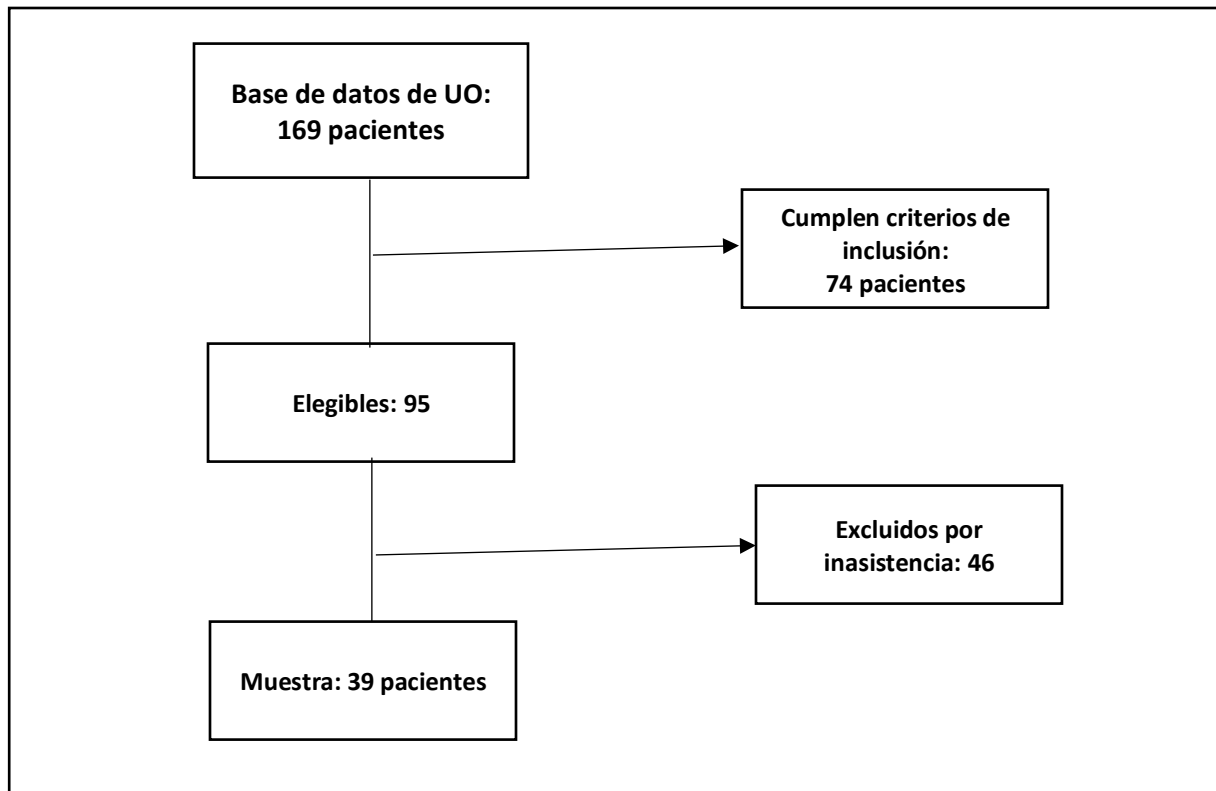 Base de datos de UO:
169 pacientes
Cumplen criterios de
inclusión:
74 pacientes
Elegibles: 95
Excluidos por
inasistencia: 46
Muestra: 39 pacientes